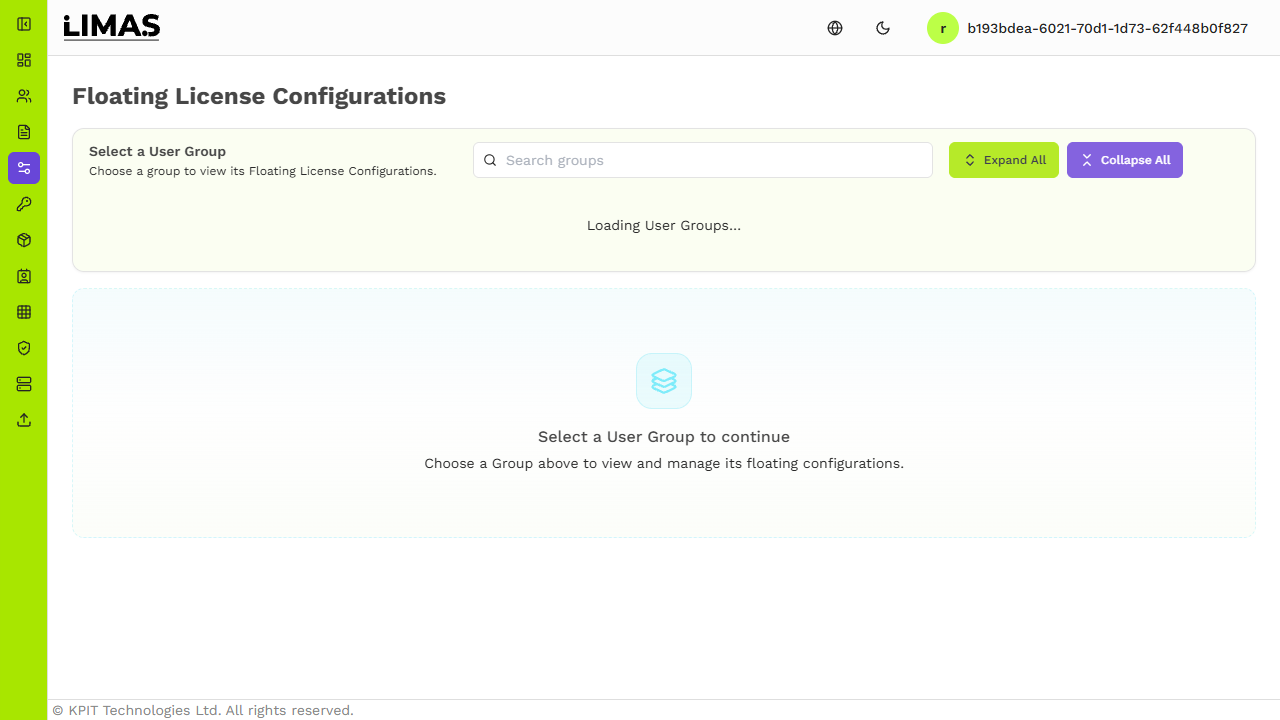 LIMAS
r
b193bdea-6021-70d1-1d73-62f448b0f827
Floating License Configurations
Select a User Group
Choose a group to view its Floating License Configurations.
Search groups
Expand All
Collapse All
Loading User Groups...
Select a User Group to continue
Choose a Group above to view and manage its floating configurations.
© KPIT Technologies Ltd. All rights reserved.